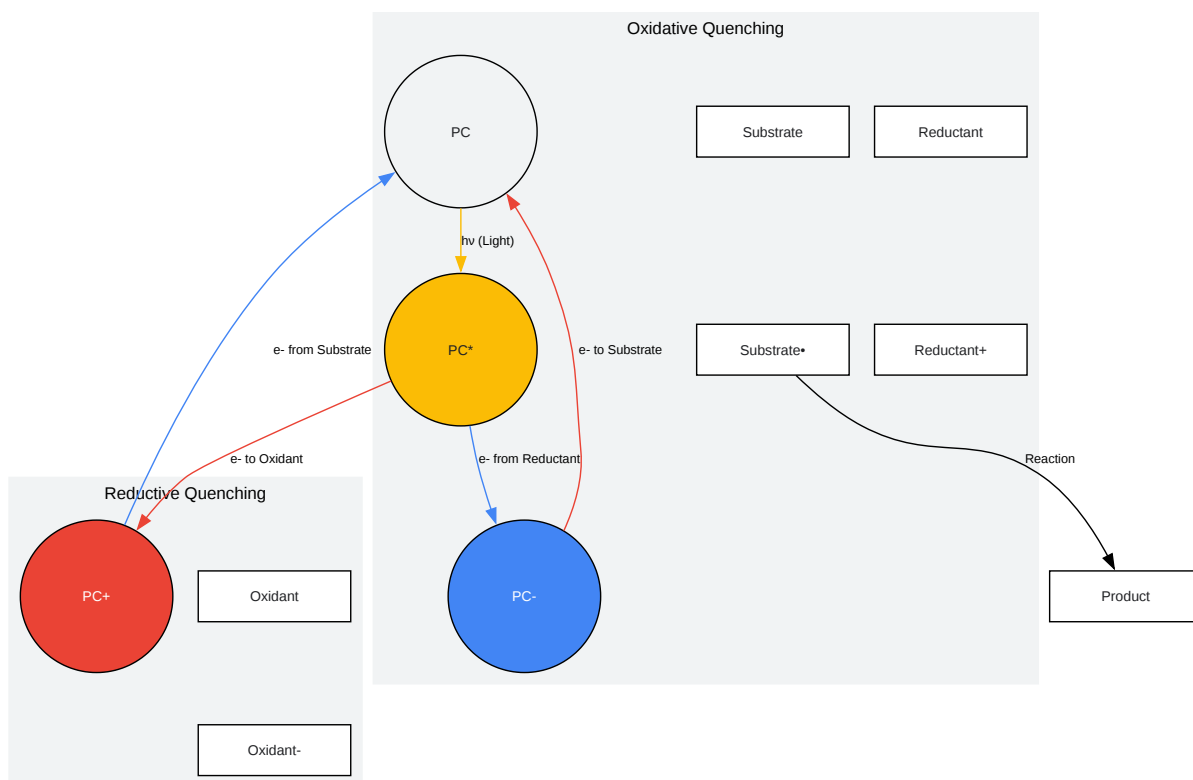 Oxidative Quenching
PC
Substrate
Reductant
hν (Light)
e- from Substrate
PC*
e- to Substrate
Substrate•
Reductant+
e- to Oxidant
e- from Reductant
Reaction
Reductive Quenching
PC+
Oxidant
PC-
Product
Oxidant-